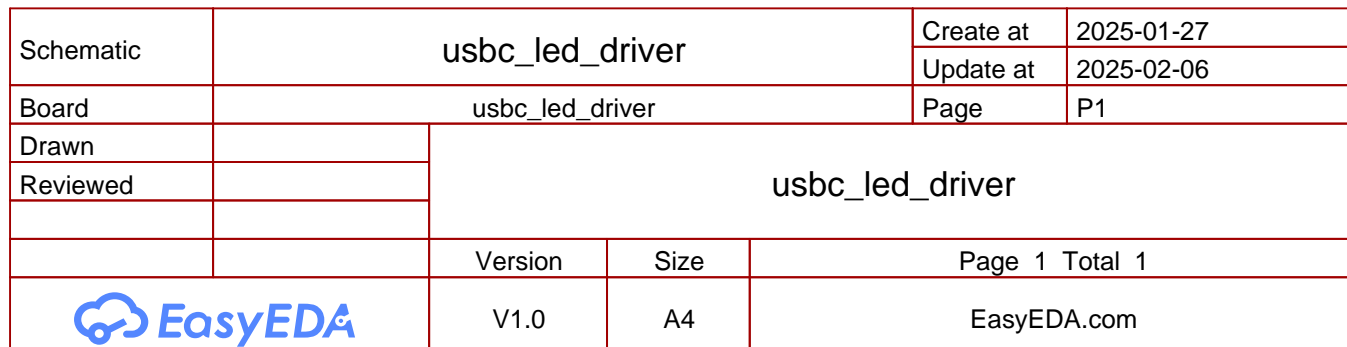 Schematic usbc_led_driver Create at 2025-01-27
Update at 2025-02-06
Board usbc_led_driver Page P1
Drawn
Reviewed usbc_led_driver
Version Size Page 1 Total 1
EasyEDA V1.0 A4 EasyEDA.com